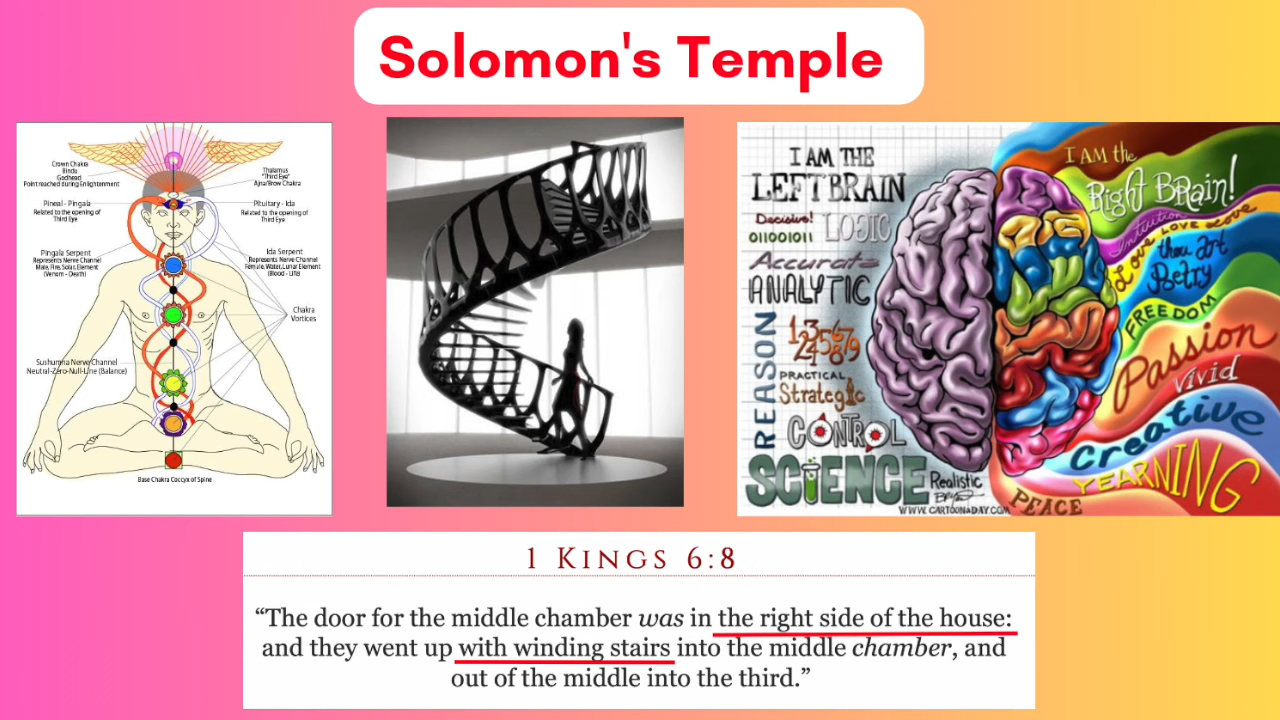 Solomon's Temple
Crown Chakra
Bindu
Godhead
Point reached during Enlightenment
Thalamus
"Third Eye"
Ajna/Brow Chakra
Pineal - Pingala
Related to the opening of
Third Eye
Pituitary - Ida
Related to the opening of
Third Eye
Pingala Serpent
Represents Nerve Channel
Male, Fire, Solar, Element
(Venom - Death)
Ida Serpent
Represents Nerve Channel
Female, Water, Lunar Element
(Blood - Life)
Chakra
Vortices
Sushumna Nerve Channel
Neutral-Zero-Null-Line (Balance)
Base Chakra Coccyx of Spine
I AM THE
LEFT BRAIN
Decisive!
LOGIC
011001011
Accurate
ANALYTIC
REASON
PRACTICAL
Strategic
CONTROL
SCIENCE
Realistic
WWW.CARTOONADAY.COM
I AM the
Right BRain!
Intuition
Love LOVE Love
thou art
Poetry
FREEDOM
Passion
Vivid
Creative
YEARNING
PEACE
1 KINGS 6:8
“The door for the middle chamber was in the right side of the house:
and they went up with winding stairs into the middle chamber, and
out of the middle into the third.”